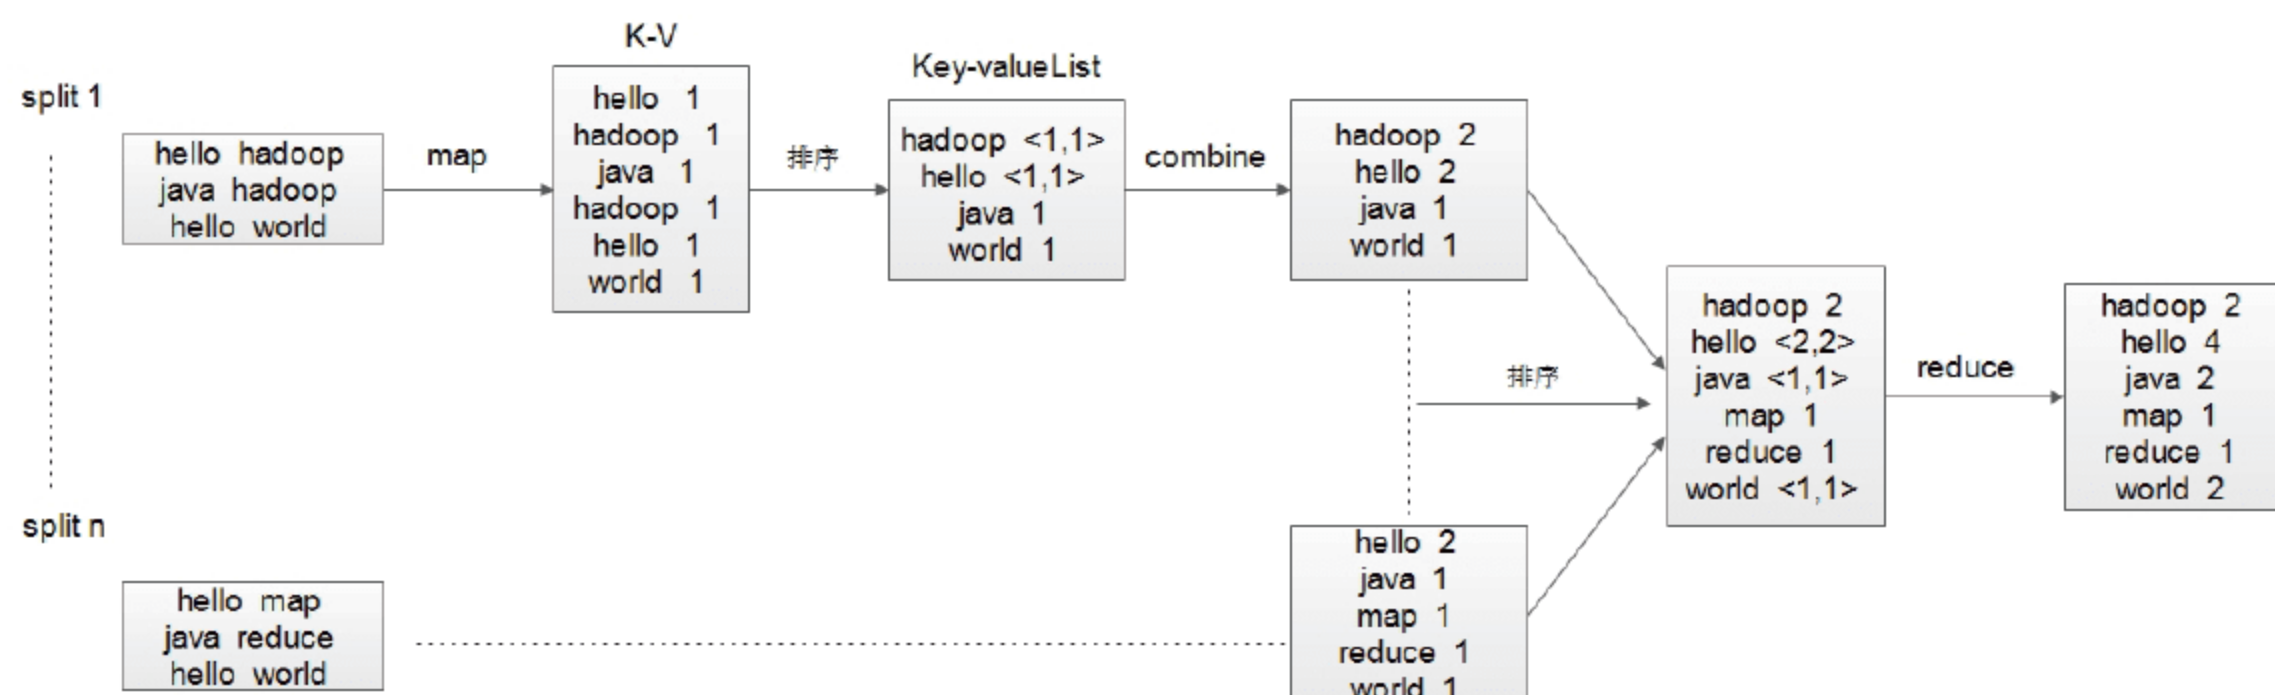 K-V
Key-valueList
split 1
hello hadoop
java hadoop
hello world
map
hello 1
hadoop 1
java 1
hadoop 1
hello 1
world 1
排序
hadoop <1,1>
hello <1,1>
java 1
world 1
combine
hadoop 2
hello 2
java 1
world 1
排序
hadoop 2
hello <2,2>
java <1,1>
map 1
reduce 1
world <1,1>
reduce
hadoop 2
hello 4
java 2
map 1
reduce 1
world 2
split n
hello map
java reduce
hello world
hello 2
java 1
map 1
reduce 1
world 1